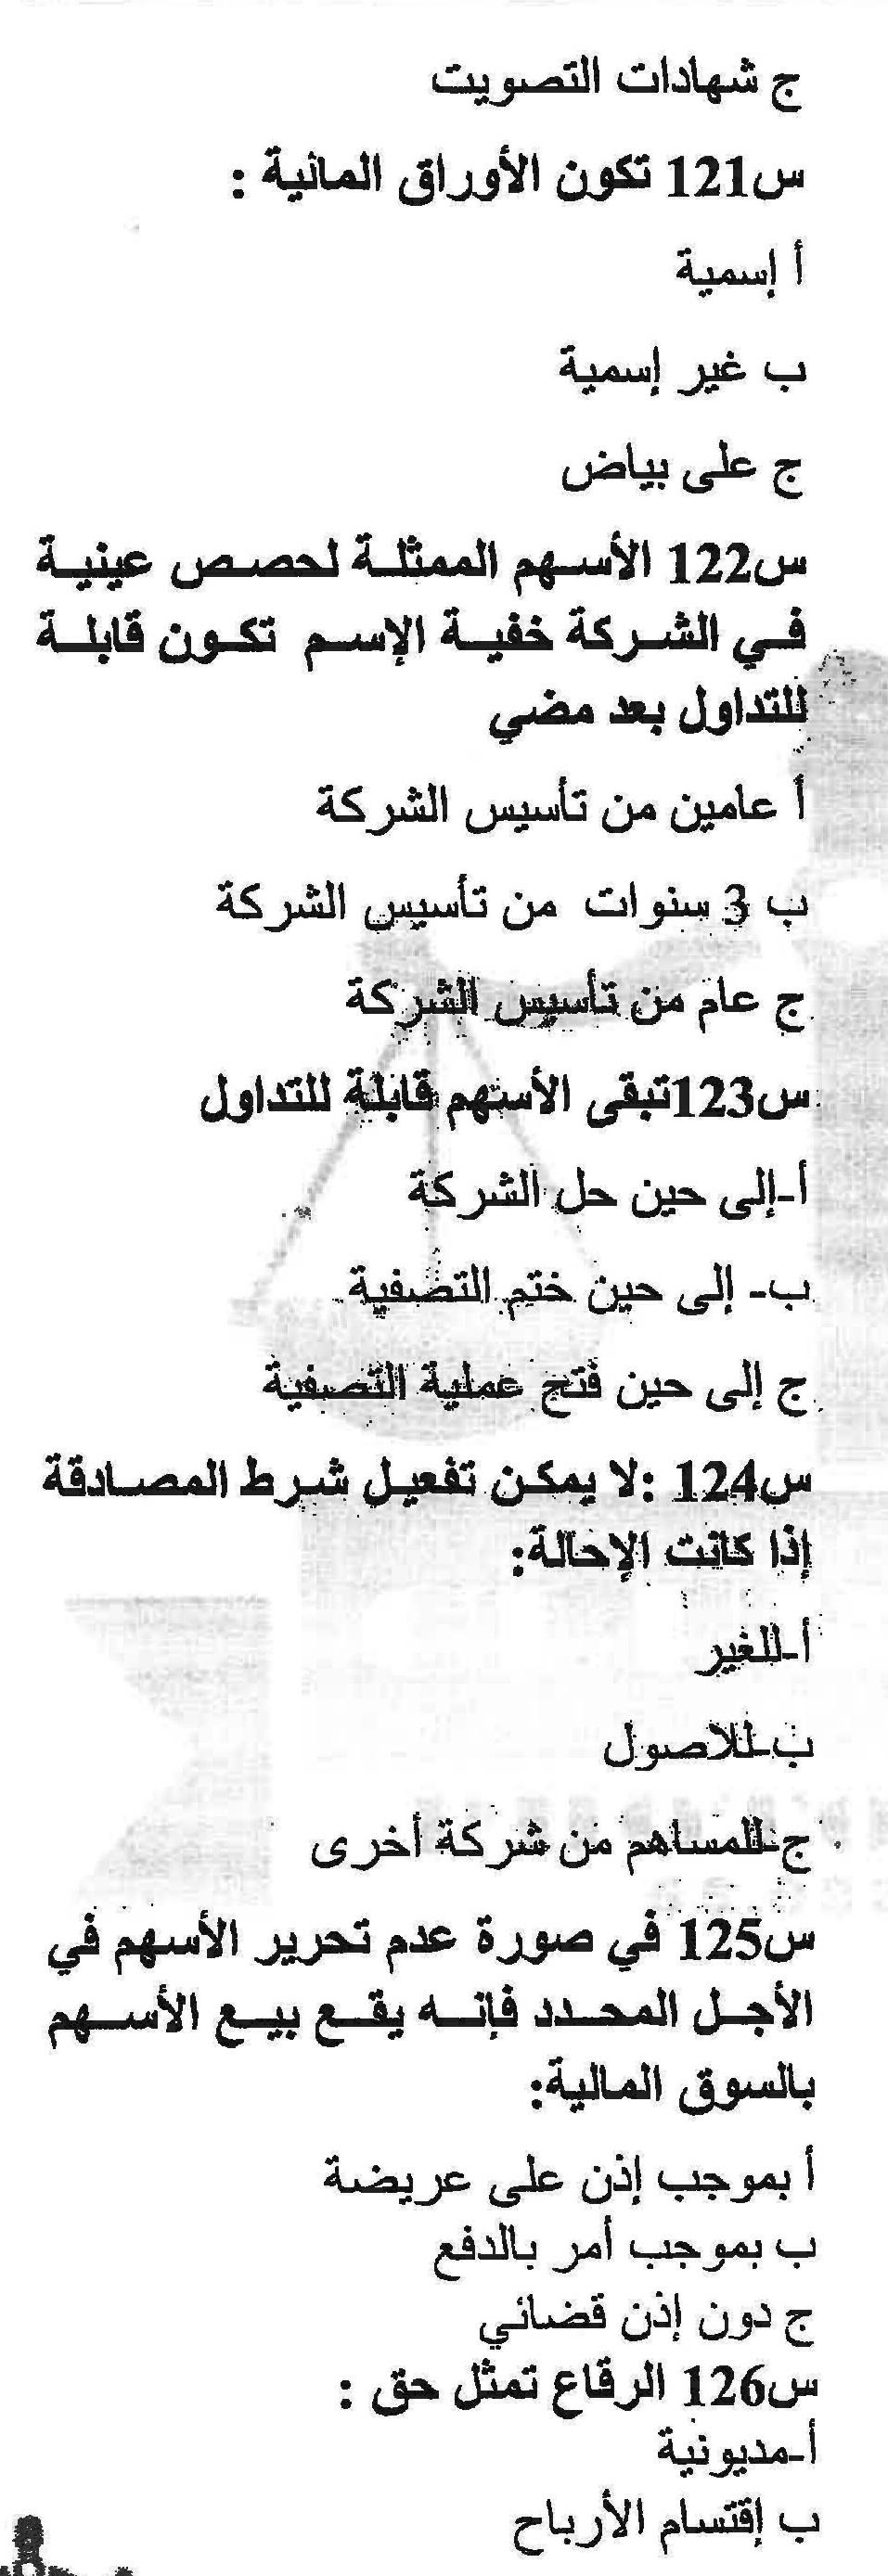 ج شهادات التصويت
س121 تكون الأوراق المالية :
أ إسمية
ب غير إسمية
ج على بياض
س122 الأسهم الممثلة لحصص عينية
في الشركة خفية الإسم تكون قابلة
للتداول بعد مضي
أ عامين من تأسيس الشركة
ب 3 سنوات من تأسيس الشركة
ج عام من تأسيس الشركة
س123تبقى الأسهم قابلة للتداول
أ-إلى حين حل الشركة
ب- إلى حين ختم التصفية
ج إلى حين فتح عملية التصفية
س124 :لا يمكن تفعيل شرط المصادقة
إذا كانت الإحالة:
أ-للغير
ب-للاصول
ج-للمساهم من شركة أخرى
س125 في صورة عدم تحرير الأسهم في
الأجل المحدد فإنه يقع بيع الأسهم
بالسوق المالية:
أ بموجب إذن على عريضة
ب بموجب أمر بالدفع
ج دون إذن قضائي
س126 الرقاع تمثل حق :
أ-مديونية
ب إقتسام الأرباح